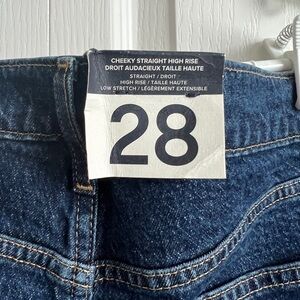 CHEEKY STRAIGHT HIGH RISE
DROIT AUDACIEUX TAILLE HAUTE
STRAIGHT / DROIT
HIGH RISE / TAILLE HAUTE
LOW STRETCH / LÉGÈREMENT EXTENSIBLE
28